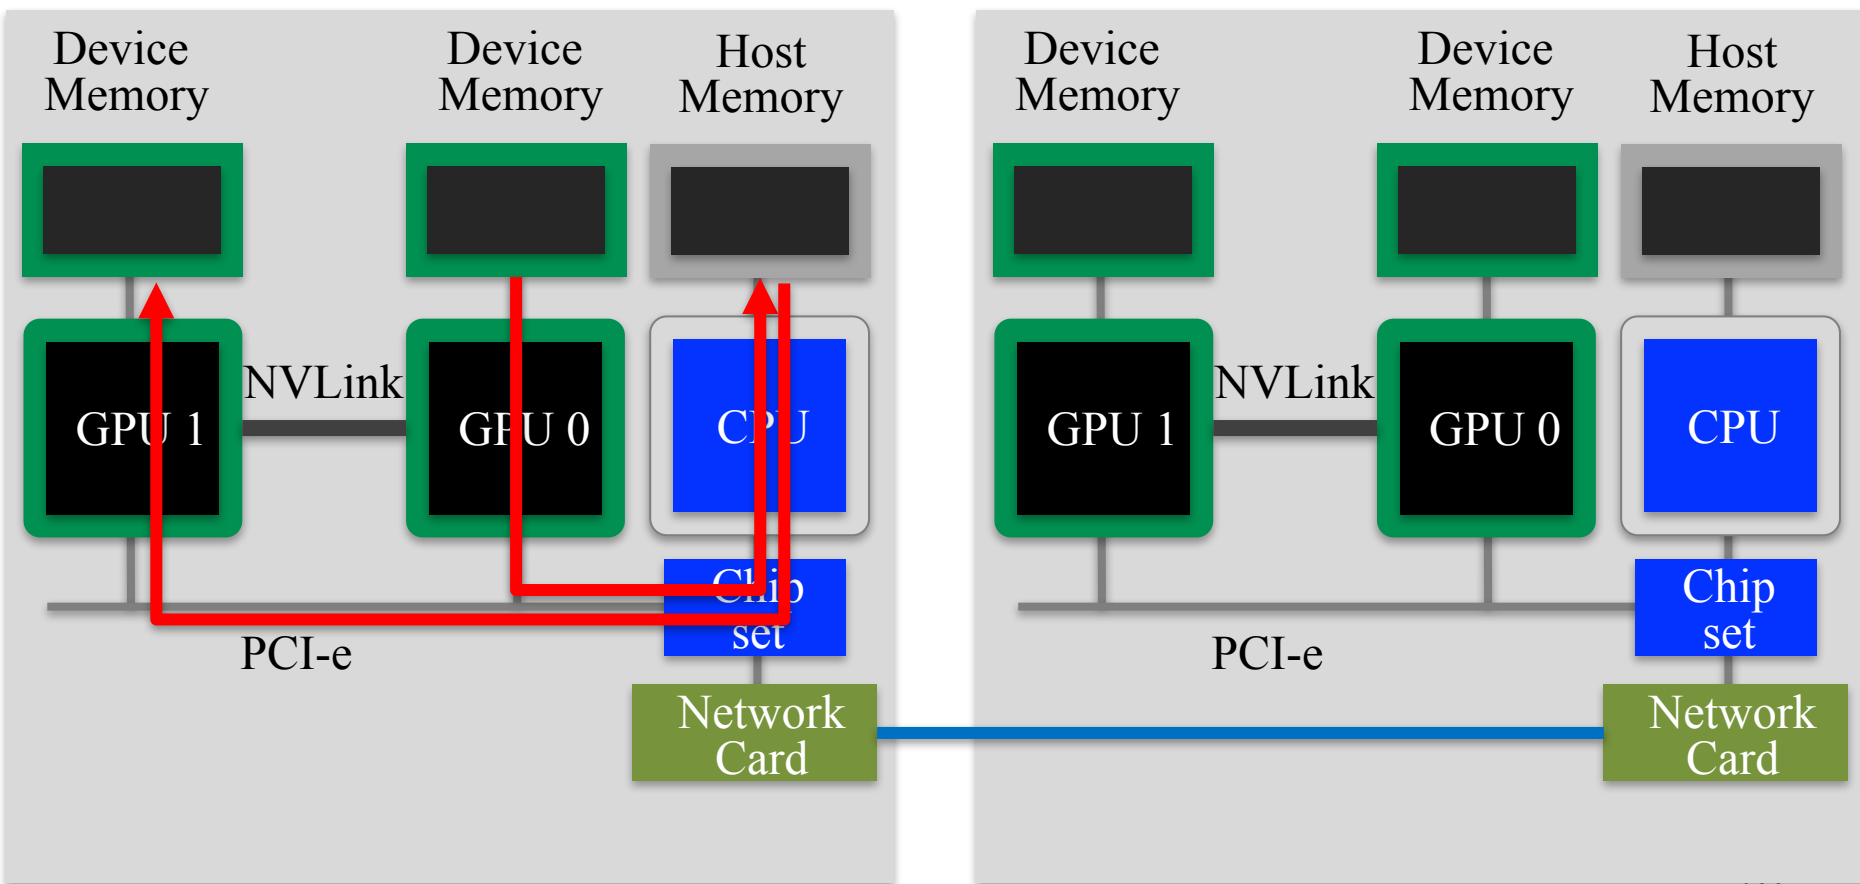 Device
Memory
Device
Memory
Host
Memory
GPU 1
NVLink
GPU 0
CPU
Chip
set
PCI-e
Network
Card
Device
Memory
Device
Memory
Host
Memory
GPU 1
NVLink
GPU 0
CPU
Chip
set
PCI-e
Network
Card